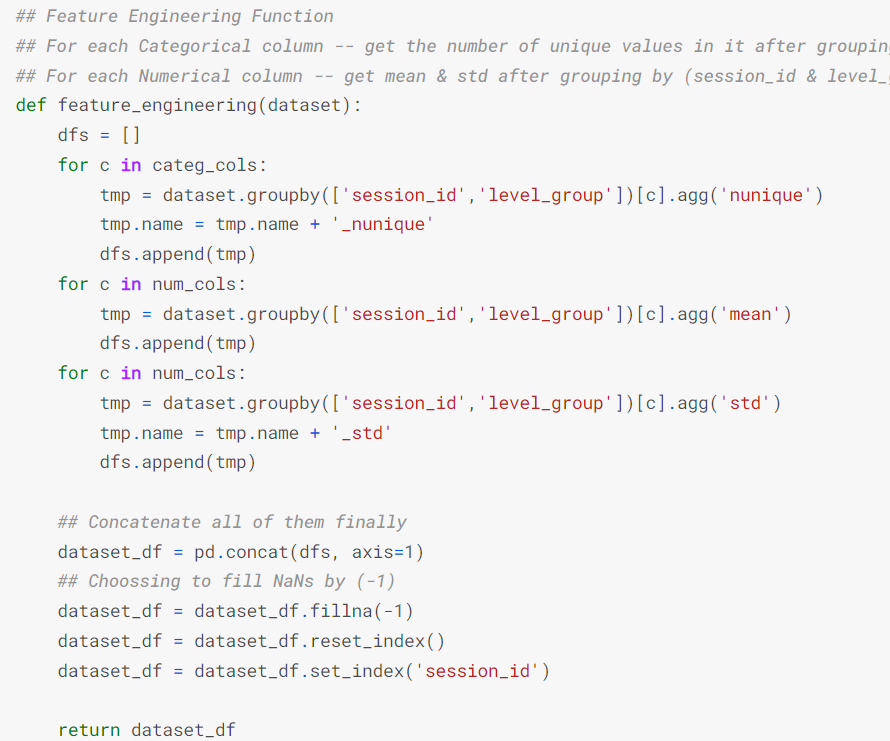 ## Feature Engineering Function
## For each Categorical column -- get the number of unique values in it after grouping
## For each Numerical column -- get mean & std after grouping by (session_id & level_
def feature_engineering(dataset):
    dfs = []
    for c in categ_cols:
        tmp = dataset.groupby(['session_id','level_group'])[c].agg('nunique')
        tmp.name = tmp.name + '_nunique'
        dfs.append(tmp)
    for c in num_cols:
        tmp = dataset.groupby(['session_id','level_group'])[c].agg('mean')
        dfs.append(tmp)
    for c in num_cols:
        tmp = dataset.groupby(['session_id','level_group'])[c].agg('std')
        tmp.name = tmp.name + '_std'
        dfs.append(tmp)

    ## Concatenate all of them finally
    dataset_df = pd.concat(dfs, axis=1)
    ## Choossing to fill NaNs by (-1)
    dataset_df = dataset_df.fillna(-1)
    dataset_df = dataset_df.reset_index()
    dataset_df = dataset_df.set_index('session_id')

    return dataset_df